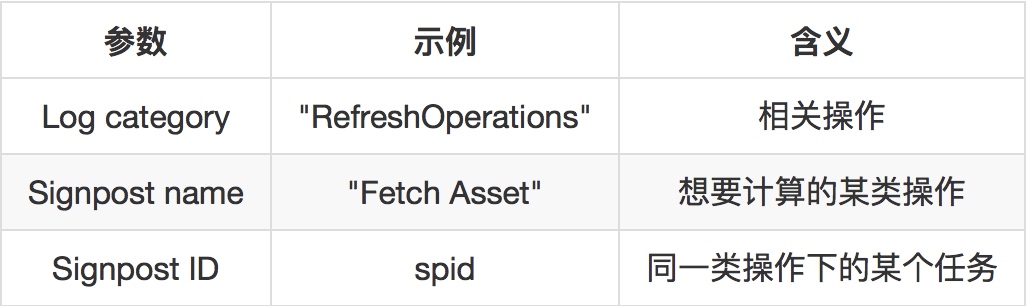 参数 示例 含义
Log category "RefreshOperations" 相关操作
Signpost name "Fetch Asset" 想要计算的某类操作
Signpost ID spid 同一类操作下的某个任务